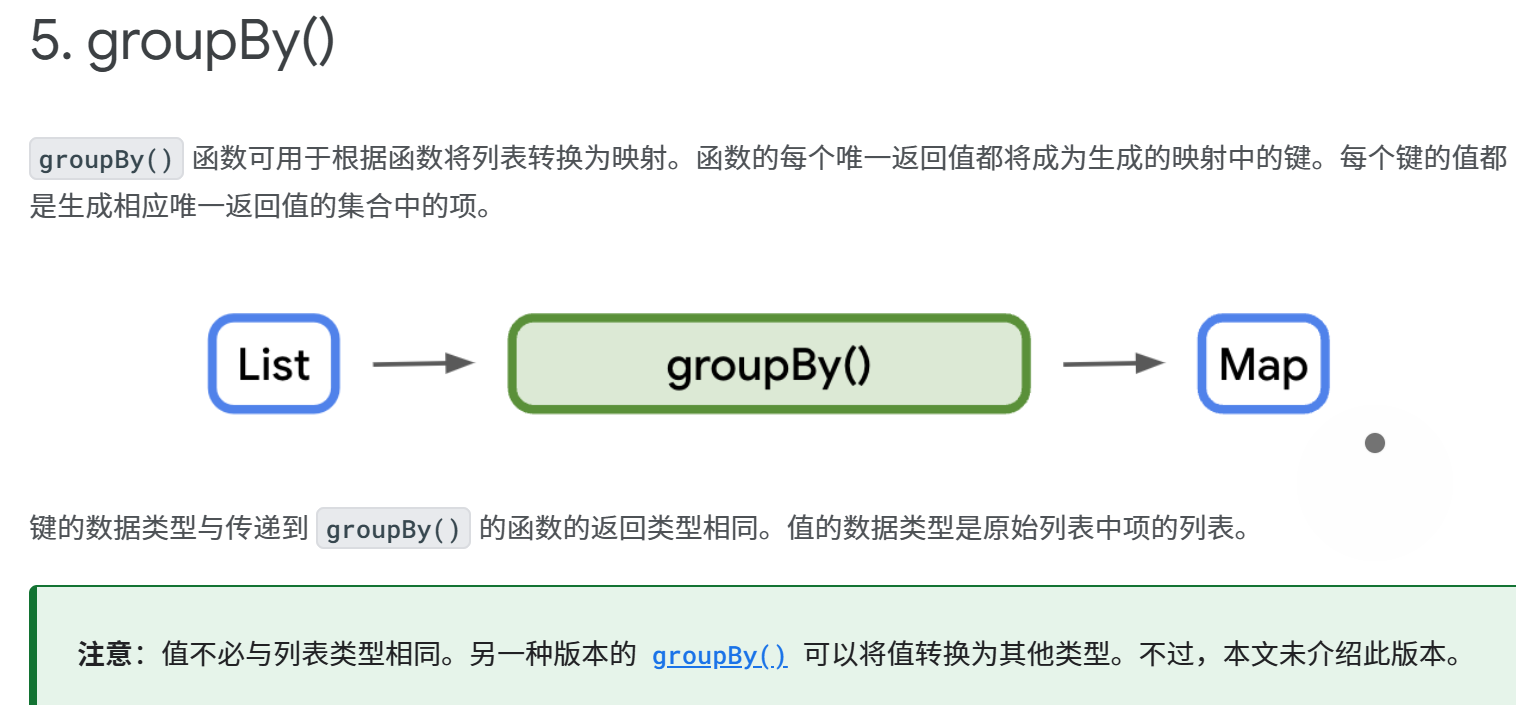 5. groupBy()
groupBy() 函数可用于根据函数将列表转换为映射。函数的每个唯一返回值都将成为生成的映射中的键。每个键的值都
是生成相应唯一返回值的集合中的项。
List groupBy() Map
键的数据类型与传递到 groupBy() 的函数的返回类型相同。值的数据类型是原始列表中项的列表。
注意：值不必与列表类型相同。另一种版本的 groupBy() 可以将值转换为其他类型。不过，本文未介绍此版本。